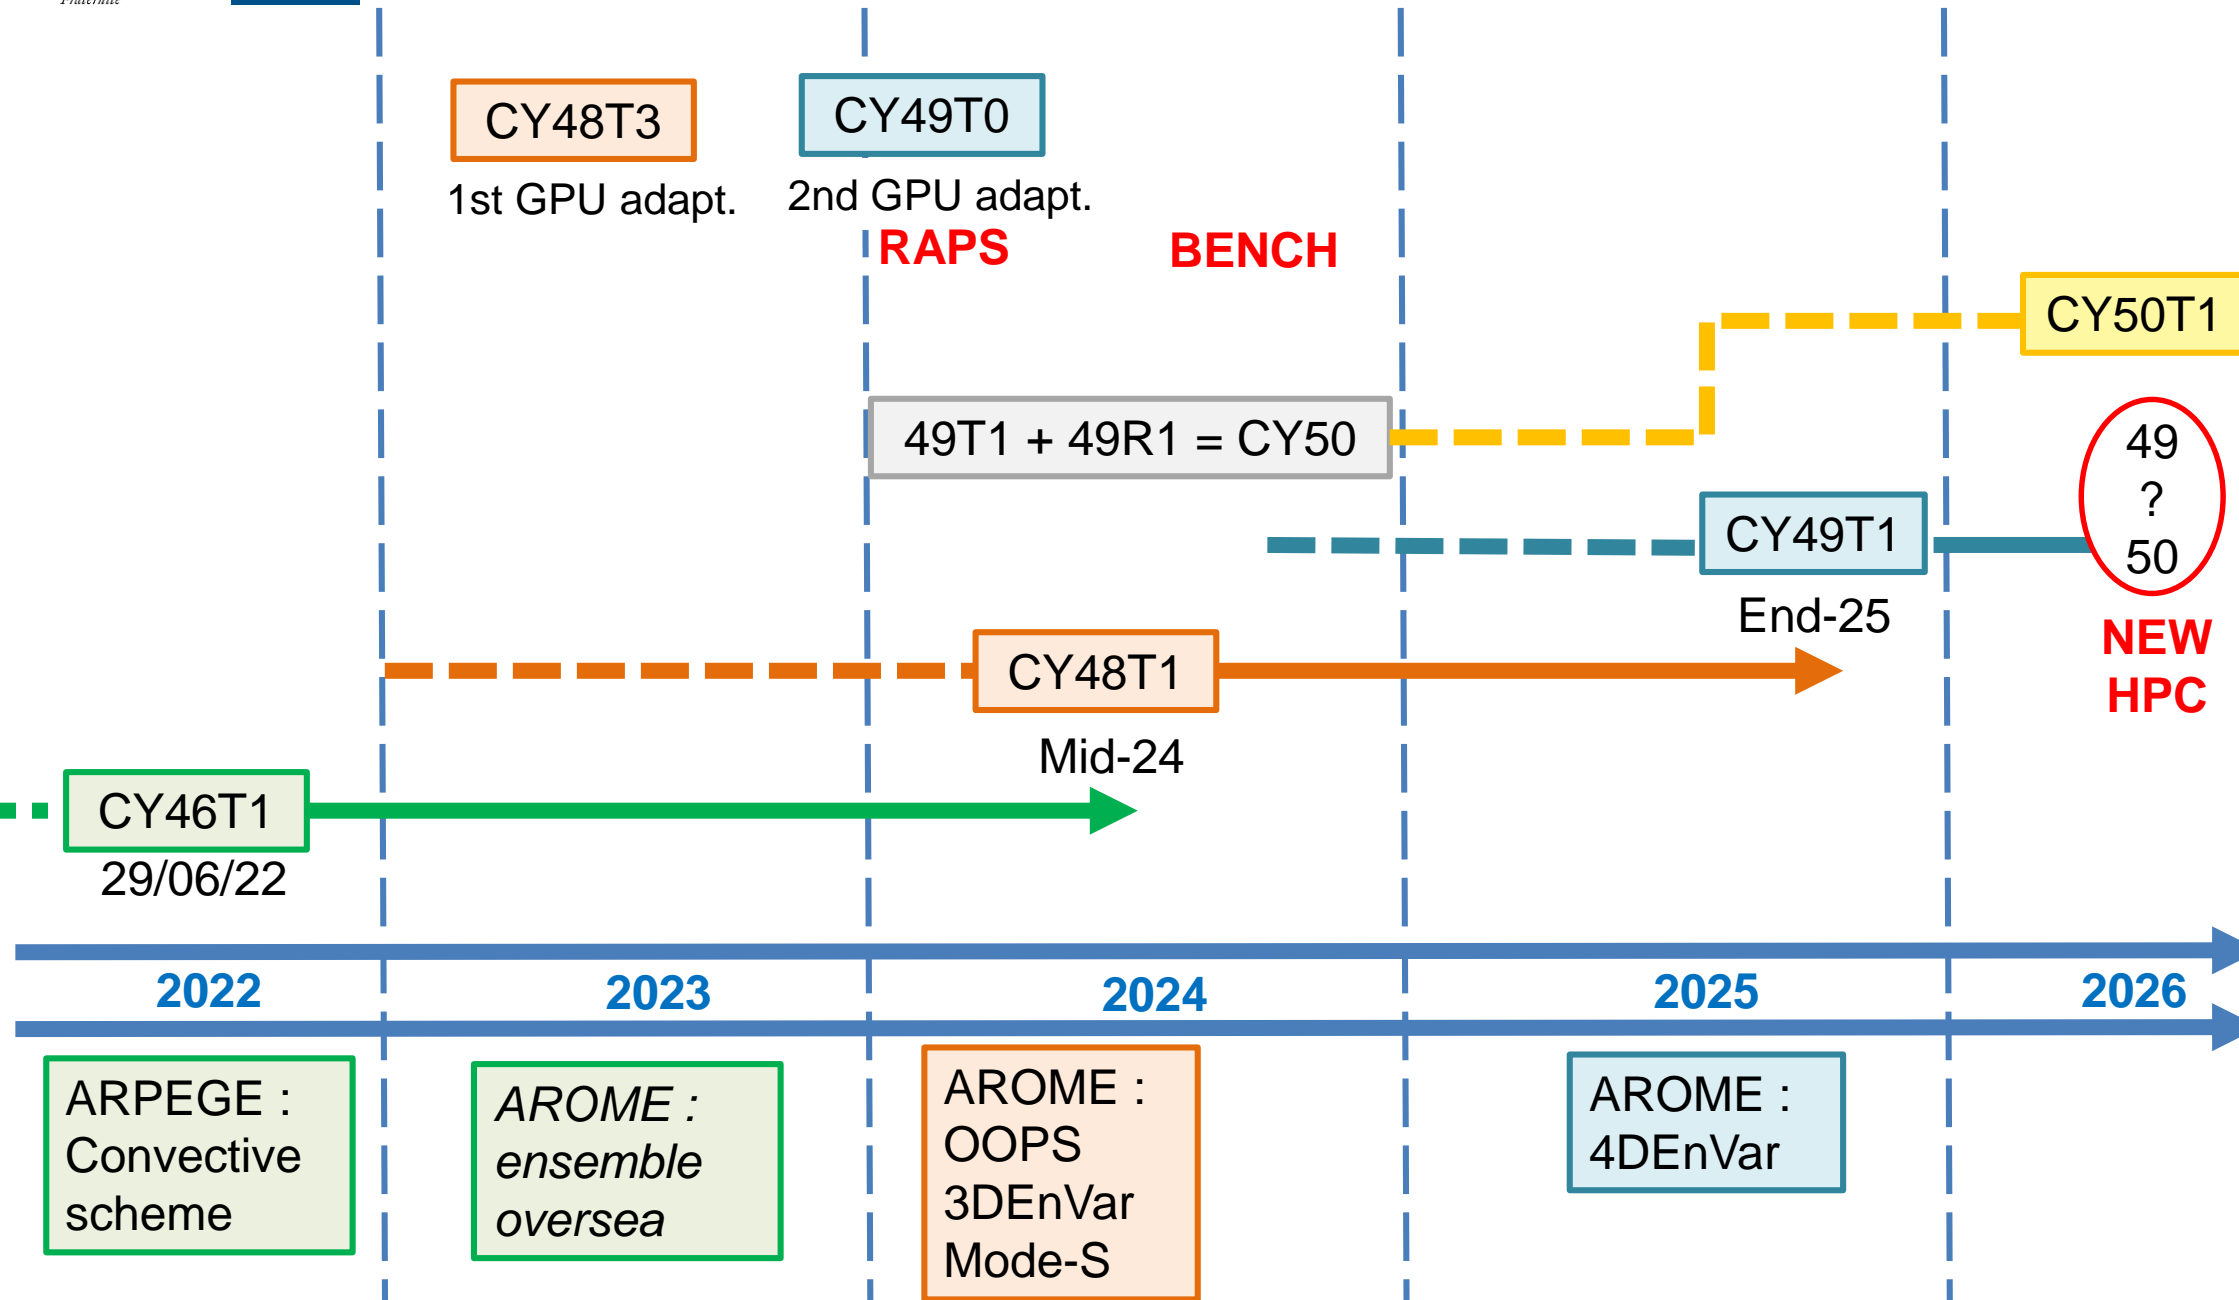 Fraternité
CY48T3
CY49T0
1st GPU adapt.
2nd GPU adapt.
RAPS
BENCH
CY50T1
49T1 + 49R1 = CY50
49
?
50
CY49T1
End-25
NEW
HPC
CY48T1
Mid-24
CY46T1
29/06/22
2022
2023
2024
2025
2026
ARPEGE :
Convective
scheme
AROME :
ensemble
oversea
AROME :
OOPS
3DEnVar
Mode-S
AROME :
4DEnVar